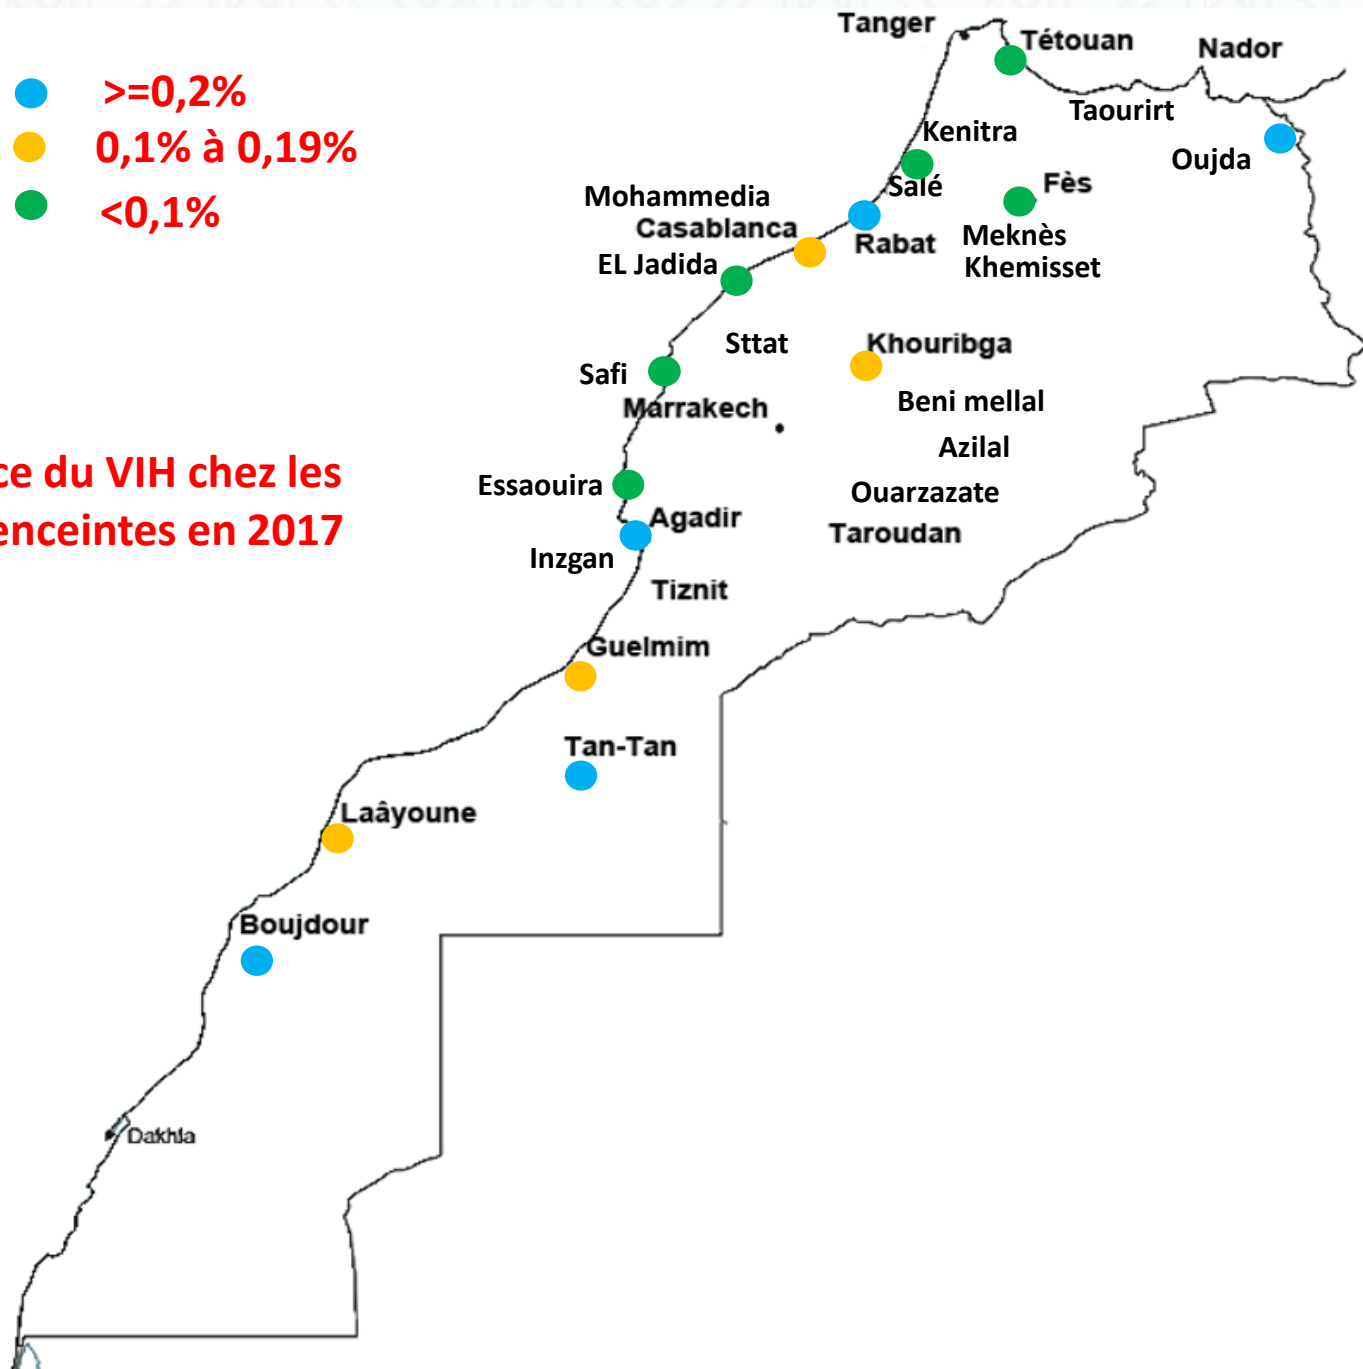 >=0,2%
0,1% à 0,19%
<0,1%
ce du VIH chez les
enceintes en 2017
Tanger
Tétouan
Nador
Taourirt
Kenitra
Oujda
Salé
Fès
Mohammedia
Casablanca
Rabat
Meknès
EL Jadida
Khemisset
Sttat
Khouribga
Safi
Marrakech
Beni mellal
Azilal
Essaouira
Ouarzazate
Agadir
Taroudan
Inzgan
Tiznit
Guelmim
Tan-Tan
Laâyoune
Boujdour
Dakhla